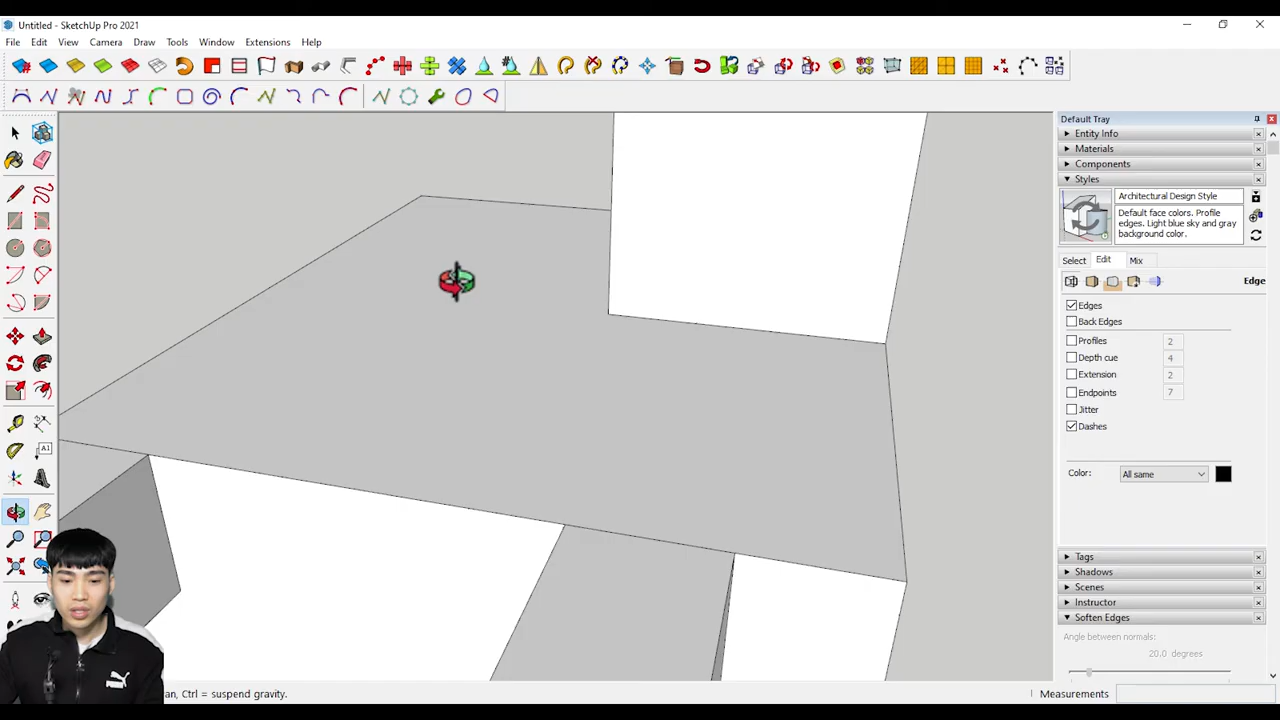 Untitled - SketchUp Pro 2021
File Edit View Camera Draw Tools Window Extensions Help
Default Tray
Entity Info
Materials
Components
Styles
Architectural Design Style
Default face colors. Profile
edges. Light blue sky and gray
background color.
Select Edit Mix
Edge
Edges
Back Edges
Profiles 2
Depth cue 4
Extension 2
Endpoints 7
Jitter
Dashes
Color: All same
Tags
Shadows
Scenes
Instructor
Soften Edges
Angle between normals:
20.0 degrees
A1
PUMA
an, Ctrl = suspend gravity.
Measurements